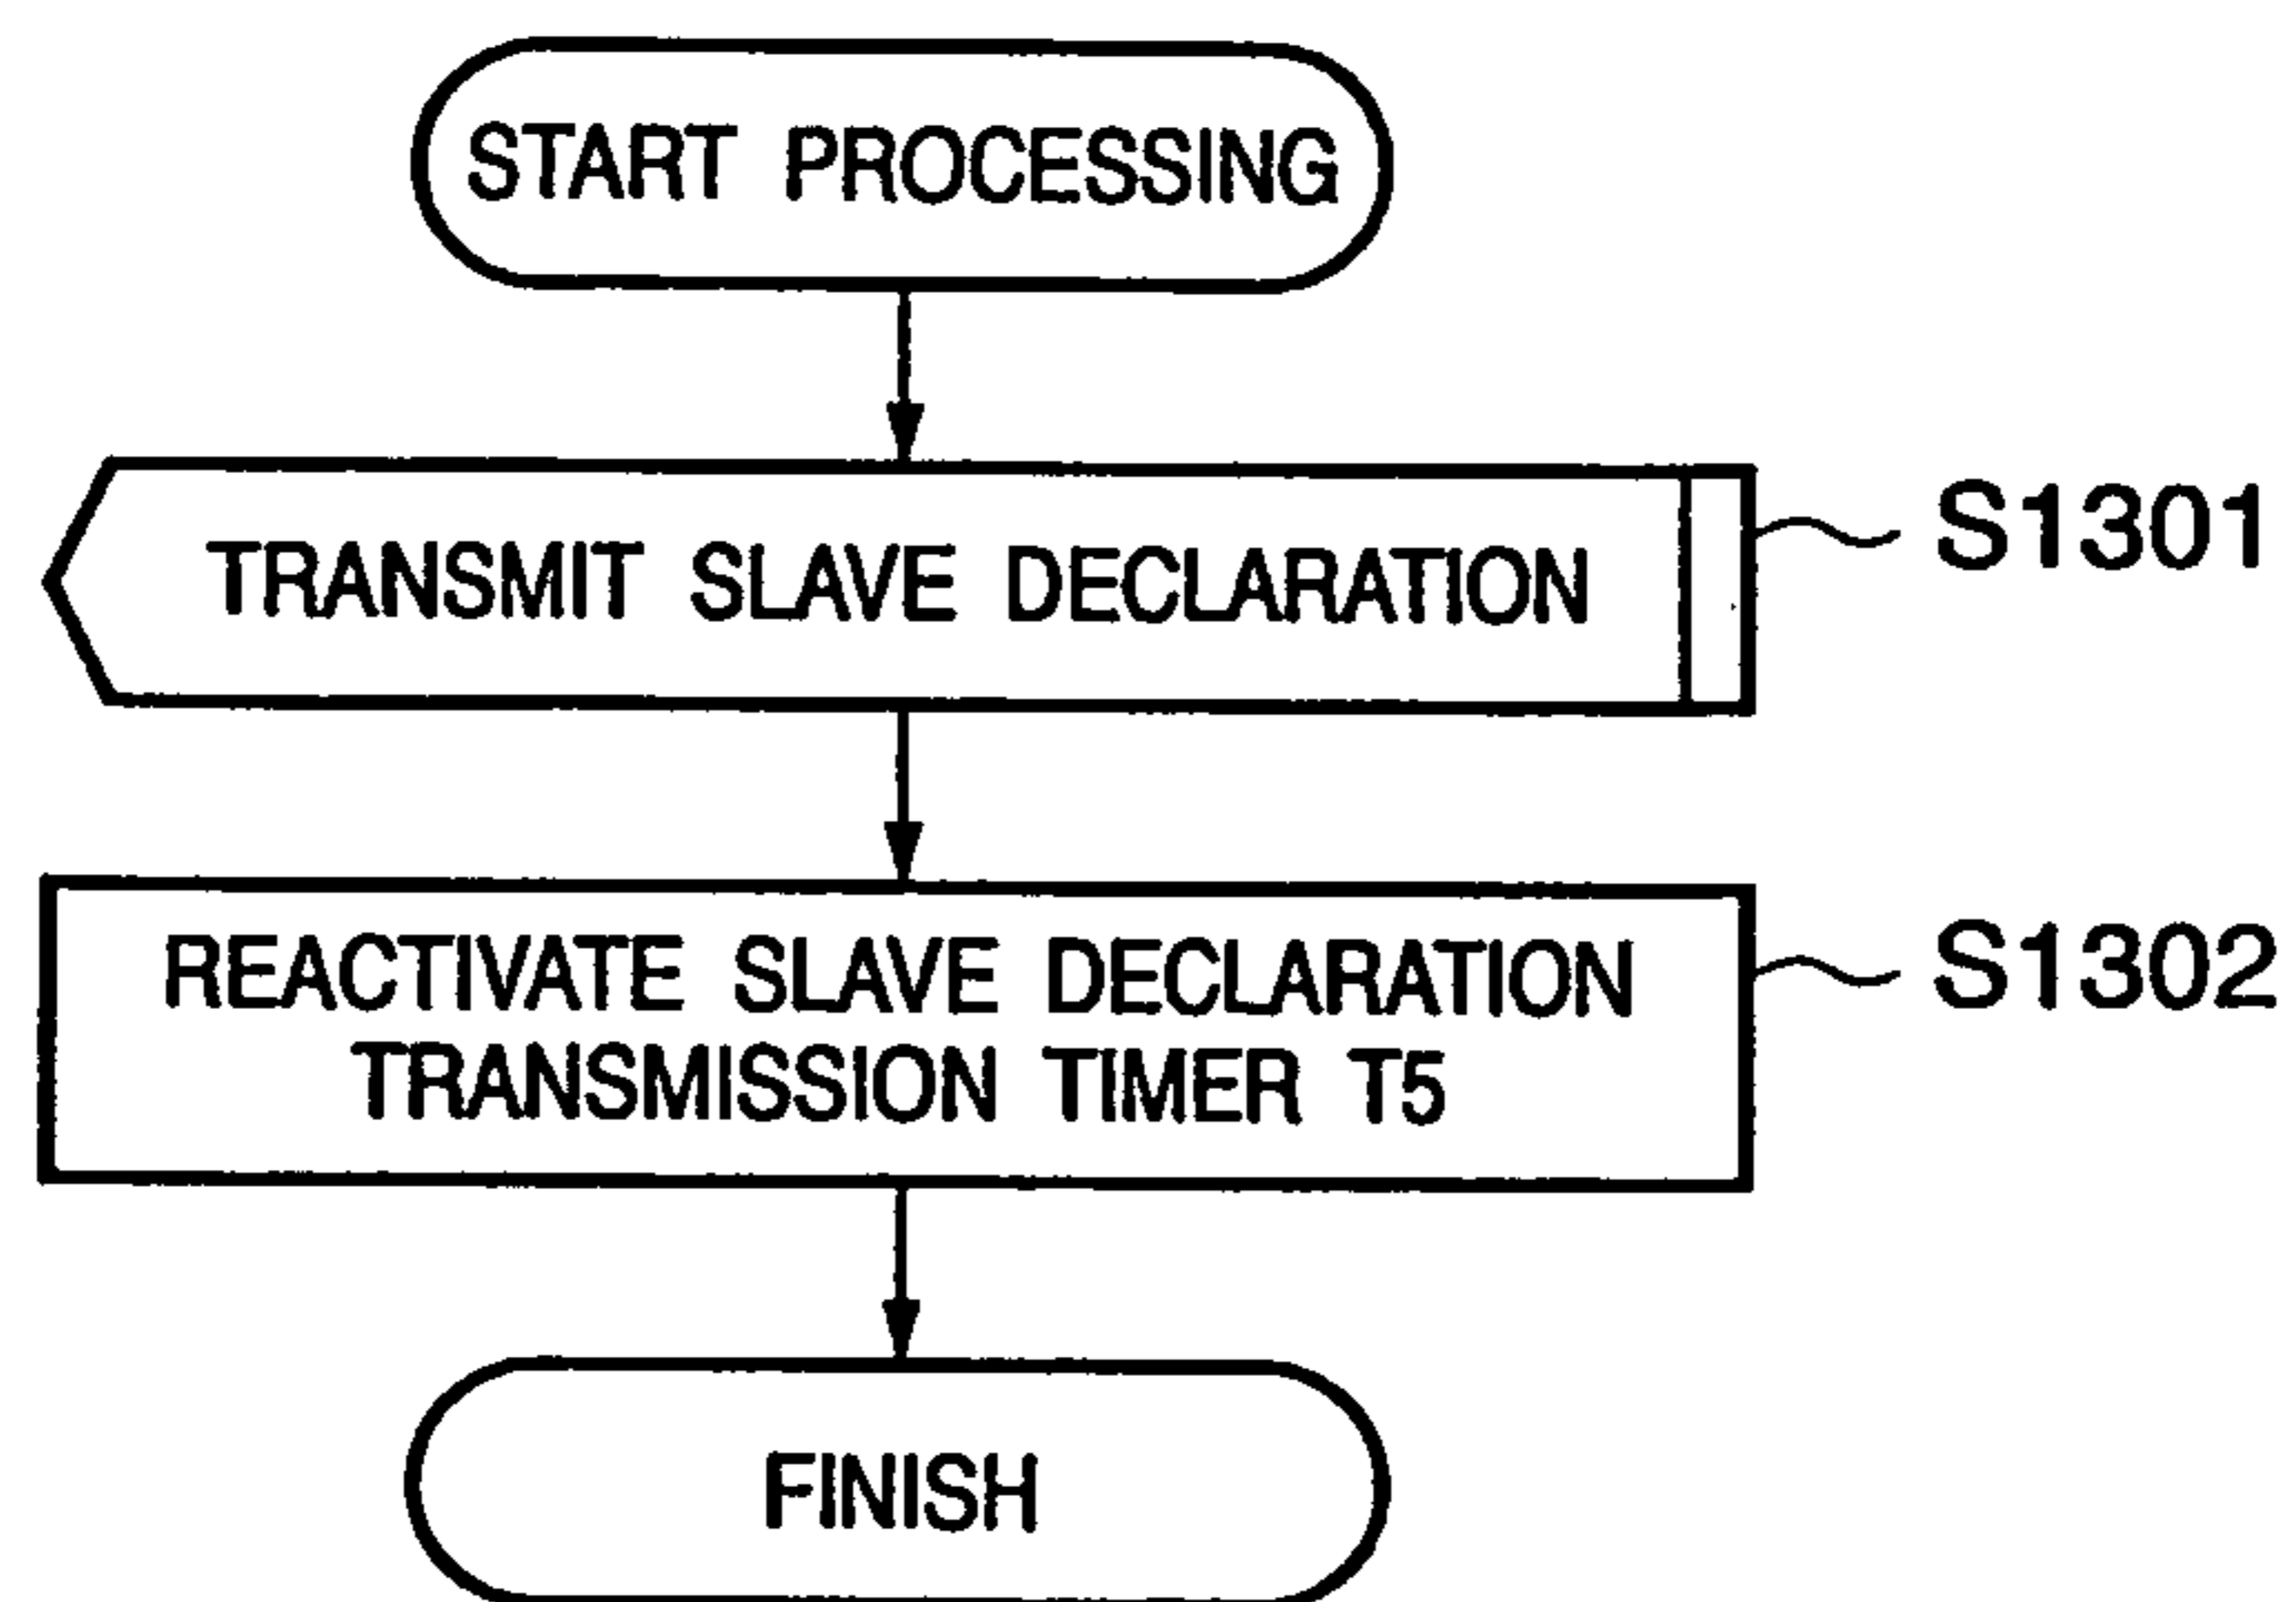 START PROCESSING
TRANSMIT SLAVE DECLARATION
S1301
REACTIVATE SLAVE DECLARATION
TRANSMISSION TIMER T5
S1302
FINISH